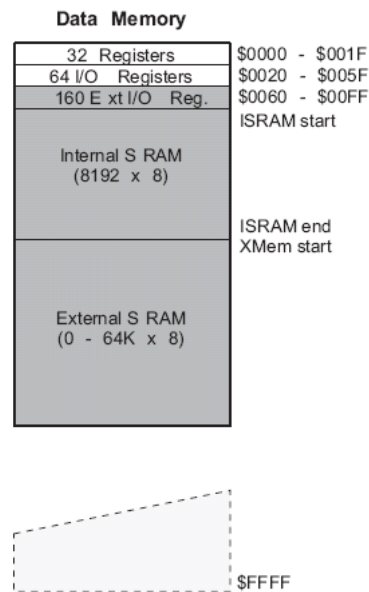 Data Memory
32 Registers $0000 - $001F
64 I/O Registers $0020 - $005F
160 E xt I/O Reg. $0060 - $00FF
ISRAM start
Internal S RAM
(8192 x 8)
ISRAM end
XMem start
External S RAM
(0 - 64K x 8)
$FFFF